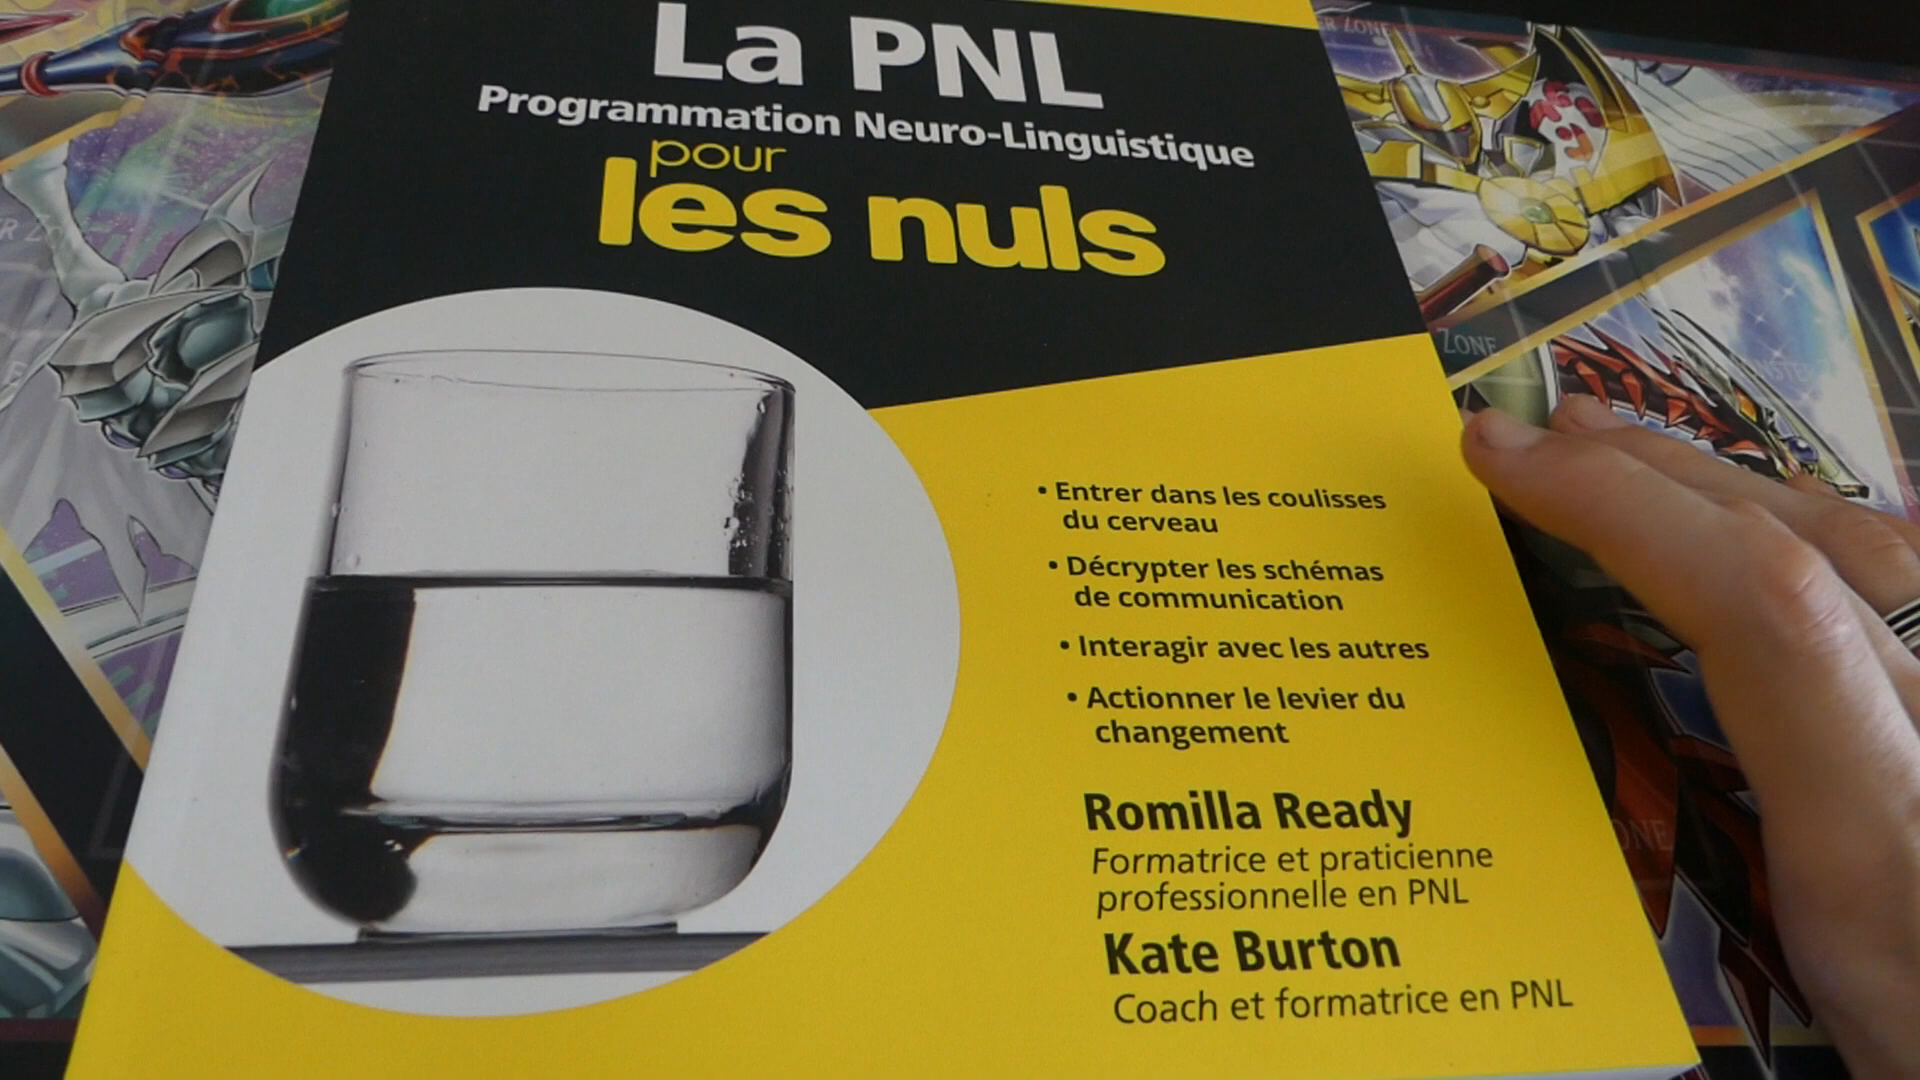 La PNL
Programmation Neuro-Linguistique
pour
les nuls
• Entrer dans les coulisses
du cerveau
• Décrypter les schémas
de communication
• Interagir avec les autres
• Actionner le levier du
changement
Romilla Ready
Formatrice et praticienne
professionnelle en PNL
Kate Burton
Coach et formatrice en PNL
ZONE
ZONE